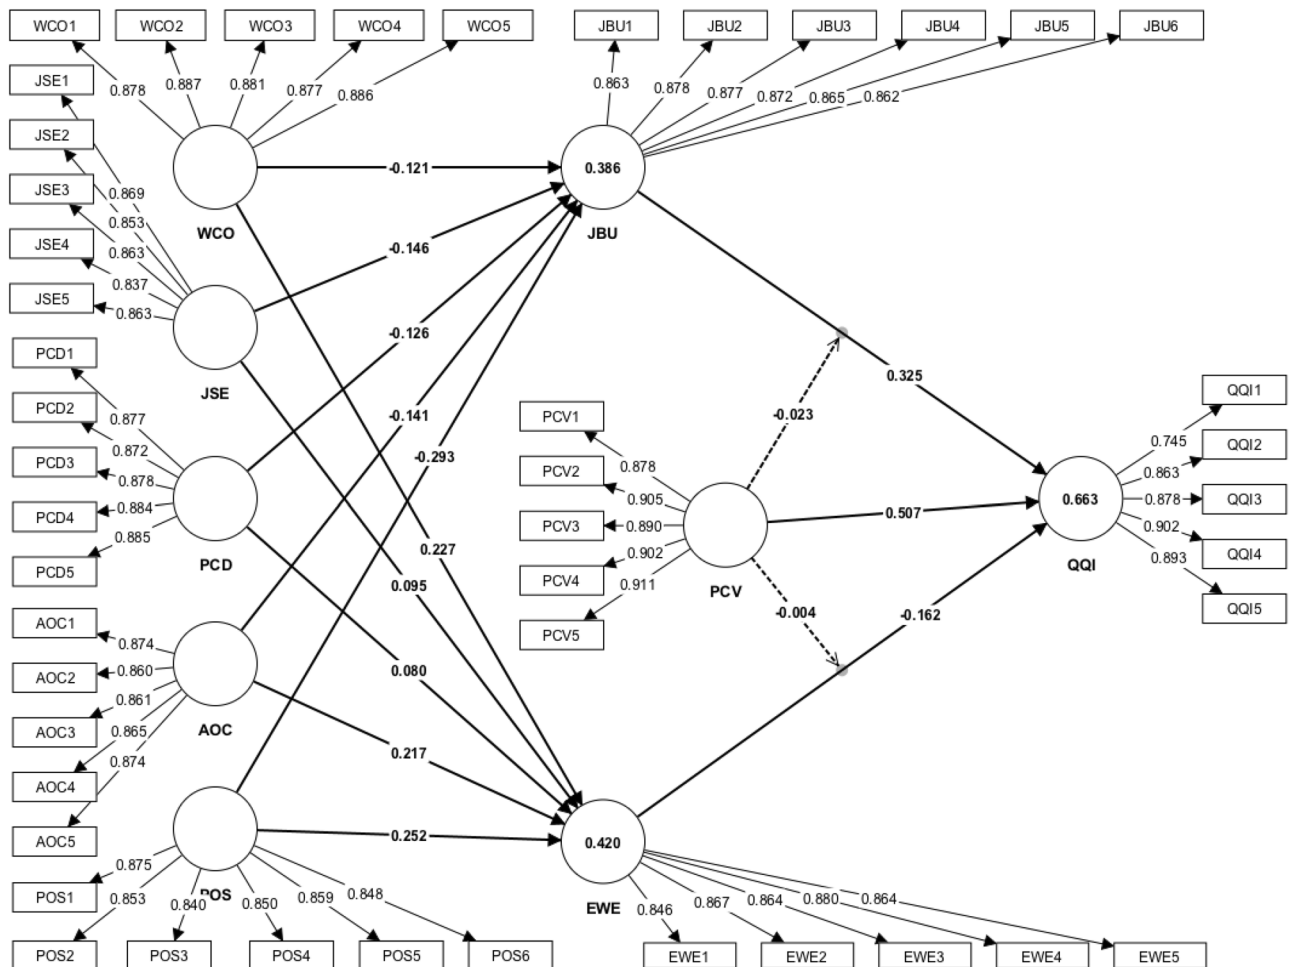 WCO1 WCO2 WCO3 WCO4 WCO5 JBU1 JBU2 JBU3 JBU4 JBU5 JBU6
JSE1
0.878 0.887 0.881 0.877 0.886 0.863 0.878 0.877 0.872 0.865 0.862
JSE2
-0.121 0.386
JSE3
0.869
0.853
WCO JBU
JSE4
0.863
-0.146
0.837
JSE5
0.863
-0.126
0.325
PCD1
JSE
PCD2
0.877
-0.141
-0.023
PCV1
QQI1
0.872
-0.293
0.745
PCD3
0.878
0.878
PCV2
QQI2
0.863
PCD4
0.884
0.905
0.507
0.663
0.878
QQI3
PCV3
0.890
0.885
0.902
0.902
QQI4
PCD5
PCD
0.227
PCV4
0.911
PCV
0.893
QQI
0.095
-0.004
-0.162
QQI5
AOC1
PCV5
0.874
AOC2
0.860
0.080
0.861
AOC3
0.865
AOC
0.874
0.217
AOC4
AOC5
0.252
0.420
0.875
POS1
0.853
0.840
POS
0.850
0.859
0.848
EWE
0.846
0.867
0.864
0.880
0.864
POS2 POS3 POS4 POS5 POS6 EWE1 EWE2 EWE3 EWE4 EWE5